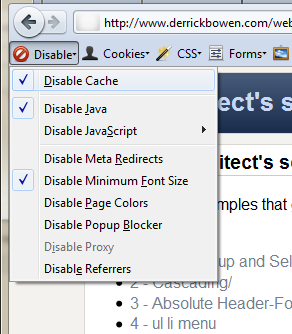 http://www.derrickbowen.com/web
Disable Cookies CSS Forms
Disable Cache
Disable Java
Disable JavaScript
Disable Meta Redirects
Disable Minimum Font Size
Disable Page Colors
Disable Popup Blocker
Disable Proxy
Disable Referrers
tect's s
itect's se
mples that c
up and Sel
2 - Cascading/
3 - Absolute Header-Fo
4 - ul li menu